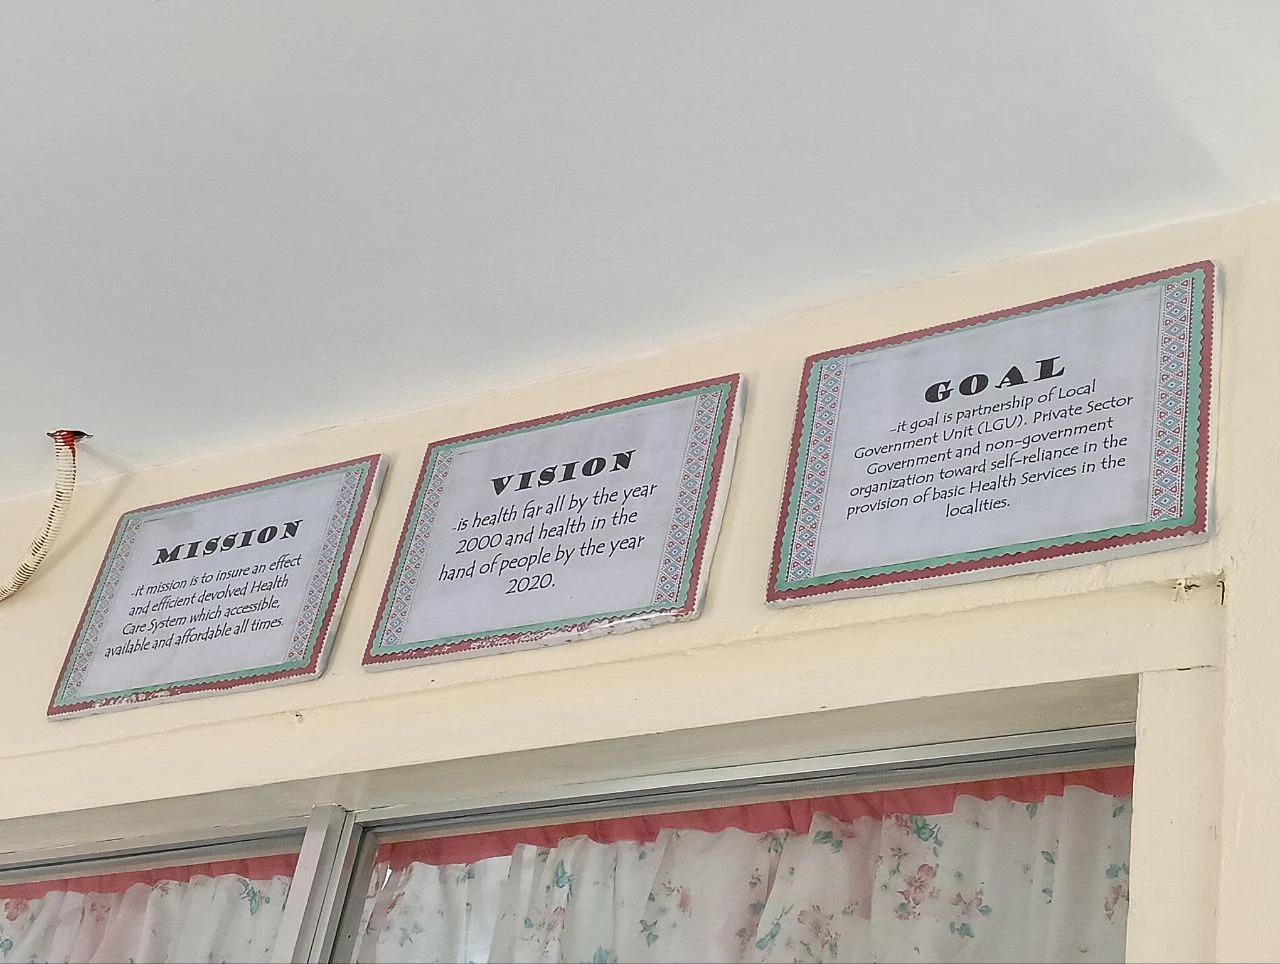 MISSION
-it mission is to insure an effect
and efficient devolved Health
Care System which accessible,
available and affordable all times.
VISION
-is health far all by the year
2000 and health in the
hand of people by the year
2020.
GOAL
-it goal is partnership of Local
Government Unit (LGU). Private Sector
Government and non-government
organization toward self-reliance in the
provision of basic Health Services in the
localities.